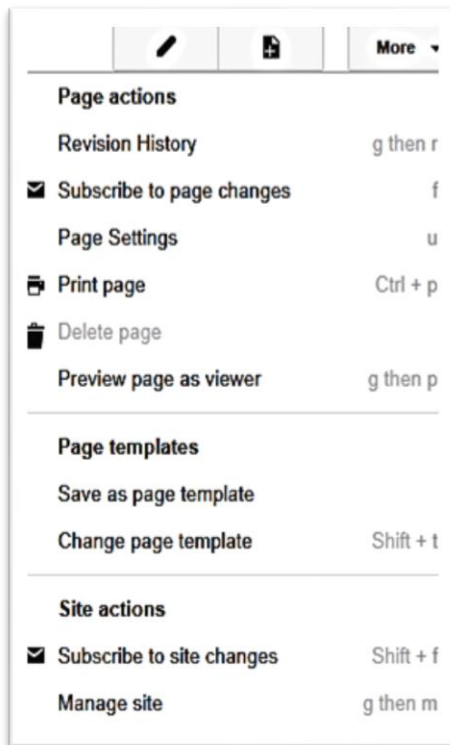 More
Page actions
Revision History g then r
Subscribe to page changes f
Page Settings u
Print page Ctrl + p
Delete page
Preview page as viewer g then p
Page templates
Save as page template
Change page template Shift + t
Site actions
Subscribe to site changes Shift + f
Manage site g then m